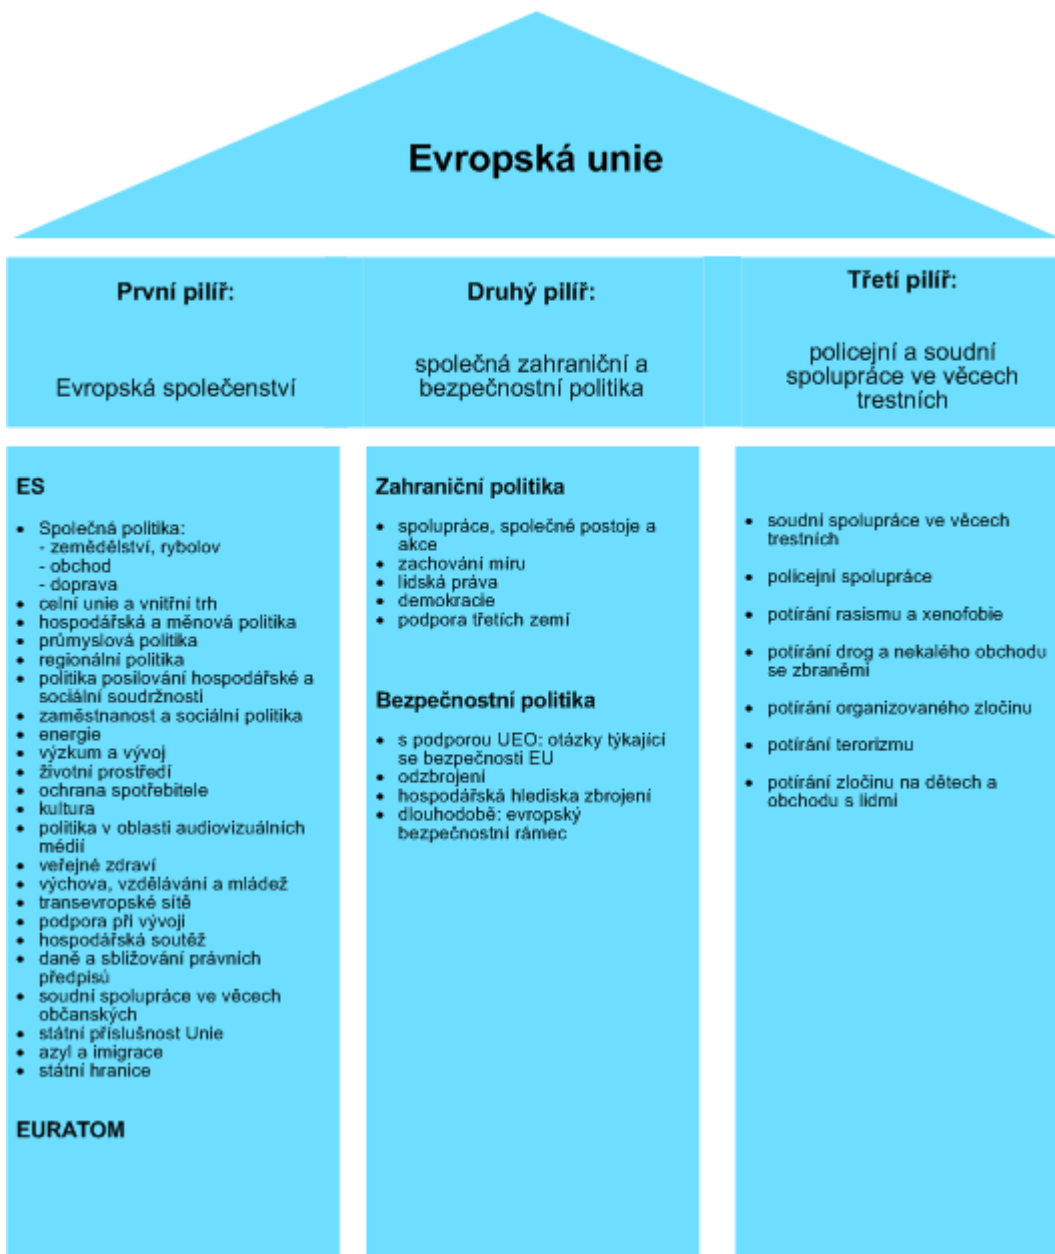 Evropská unie
První pilíř:
Evropská společenství
Druhý pilíř:
společná zahraniční a
bezpečnostní politika
Třetí pilíř:
policejní a soudní
spolupráce ve věcech
trestních
ES
• Společná politika:
- zemědělství, rybolov
- obchod
- doprava
• celní unie a vnitřní trh
• hospodářská a měnová politika
• průmyslová politika
• regionální politika
• politika posilování hospodářské a
sociální soudržnosti
• zaměstnanost a sociální politika
• energie
• výzkum a vývoj
• životní prostředí
• ochrana spotřebitele
• kultura
• politika v oblasti audiovizuálních
médií
• veřejné zdraví
• výchova, vzdělávání a mládež
• transevropské sítě
• podpora při vývoji
• hospodářská soutěž
• daně a sbližování právních
předpisů
• soudní spolupráce ve věcech
občanských
• státní příslušnost Unie
• azyl a imigrace
• státní hranice
EURATOM
Zahraniční politika
• spolupráce, společné postoje a
akce
• zachování míru
• lidská práva
• demokracie
• podpora třetích zemí
Bezpečnostní politika
• s podporou UEO: otázky týkající
se bezpečnosti EU
• odzbrojení
• hospodářská hlediska zbrojení
• dlouhodobě: evropský
bezpečnostní rámec
• soudní spolupráce ve věcech
trestních
• policejní spolupráce
• potírání rasismu a xenofobie
• potírání drog a nekalého obchodu
se zbraněmi
• potírání organizovaného zločinu
• potírání terorizmu
• potírání zločinu na dětech a
obchodu s lidmi